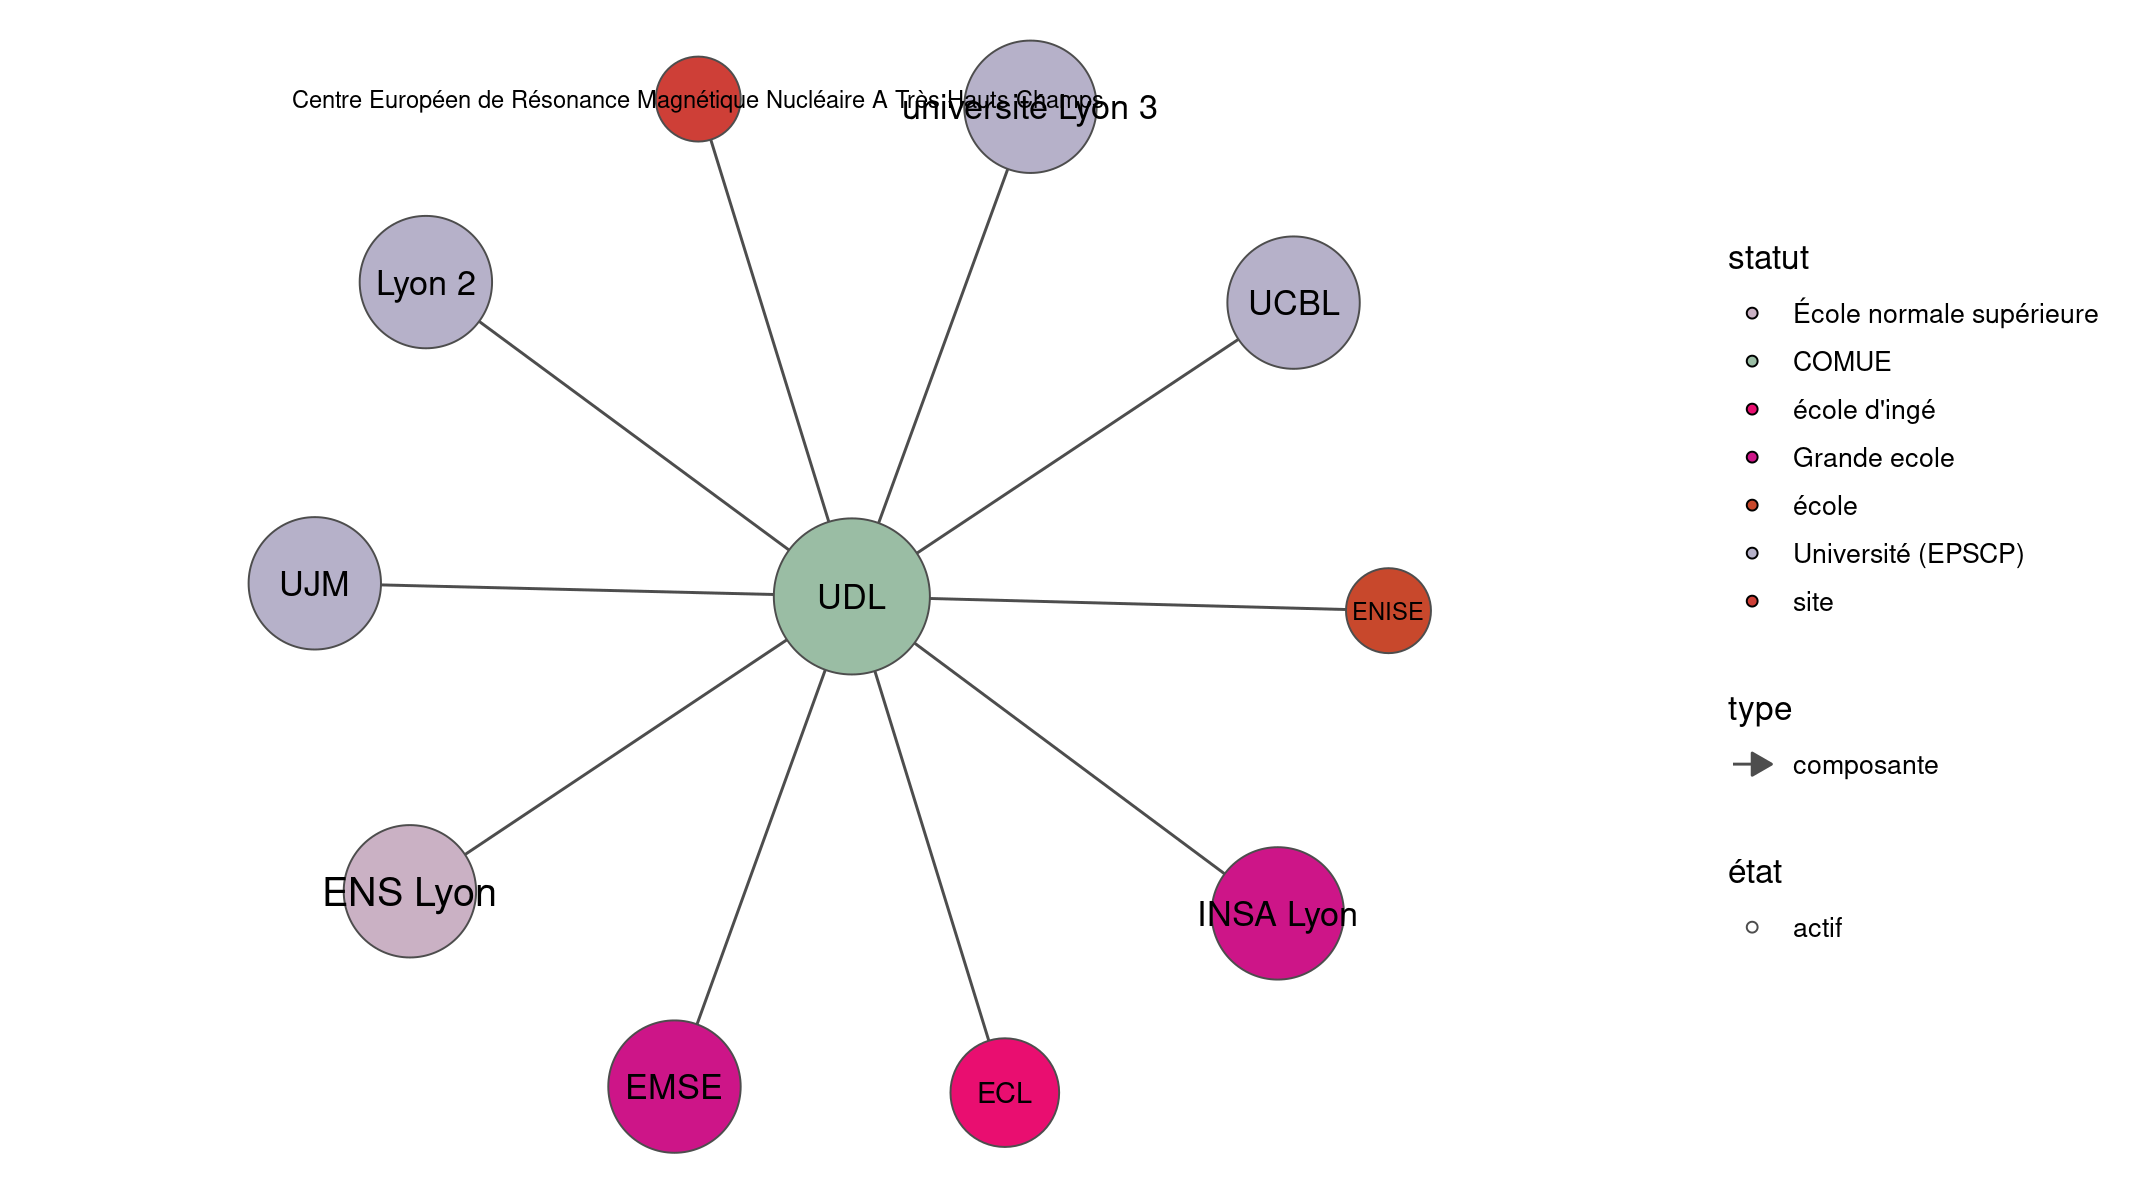 Centre Européen de Résonance Magnétique Nucléaire A Très Hauts Champs
université Lyon 3
Lyon 2
UCBL
UJM
UDL
ENISE
ENS Lyon
INSA Lyon
EMSE
ECL
statut
École normale supérieure
COMUE
école d'ingé
Grande ecole
école
Université (EPSCP)
site
type
composante
état
actif